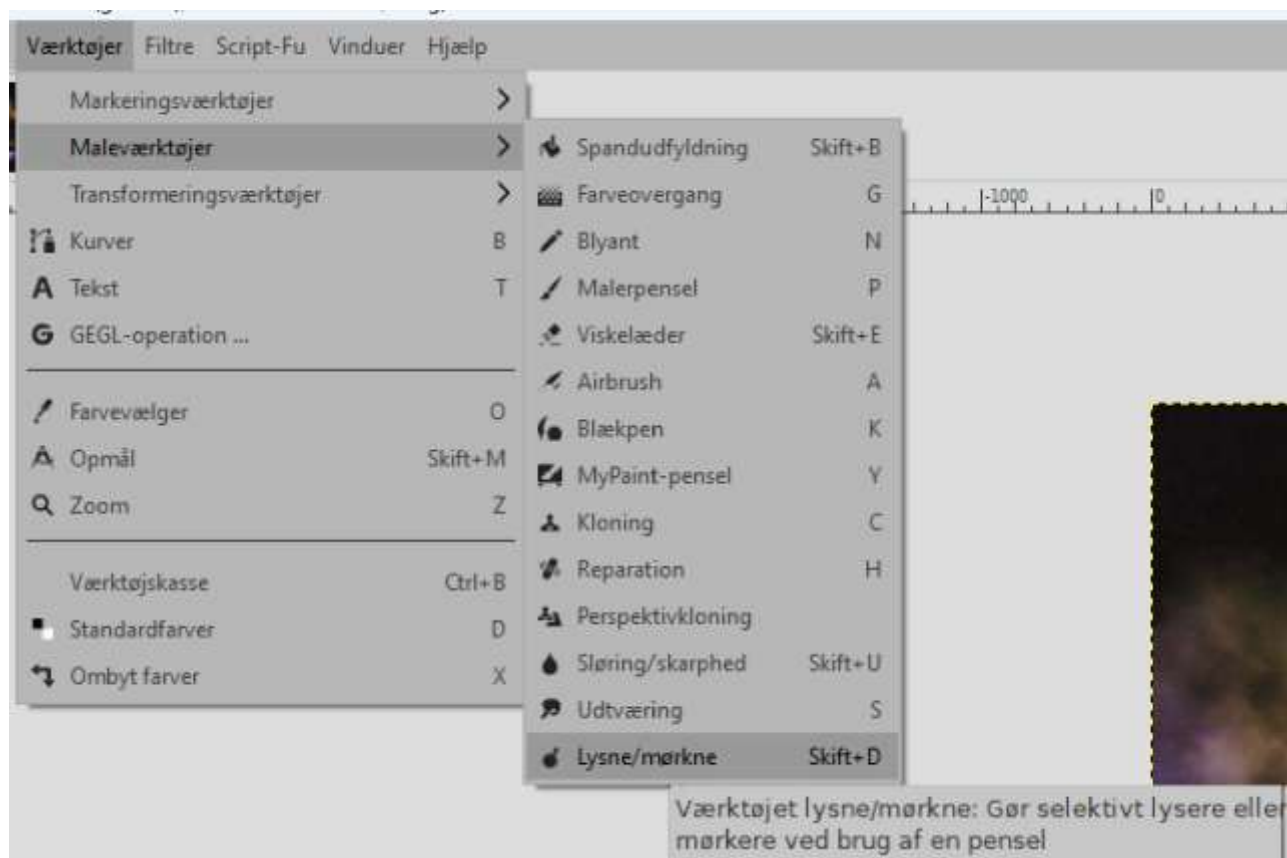 Værktøjer Filtre Script-Fu Vinduer Hjælp
Markeringsværktøjer
Maleværktøjer
Transformeringsværktøjer
Kurver B
Tekst T
GEGL-operation ...
Farvevælger O
Opmål Skift+M
Zoom Z
Værktøjskasse Ctrl+B
Standardfarver D
Ombyt farver X
Spandudfyldning Skift+B
Farveovergang G
Blyant N
Malerpensel P
Viskelæder Skift+E
Airbrush A
Blækpen K
MyPaint-pensel Y
Kloning C
Reparation H
Perspektivkloning
Sløring/skarphed Skift+U
Udtværing S
Lysne/mørkne Skift+D
Værktøjet lysne/mørkne: Gør selektivt lysere eller
mørkere ved brug af en pensel
-1000 0